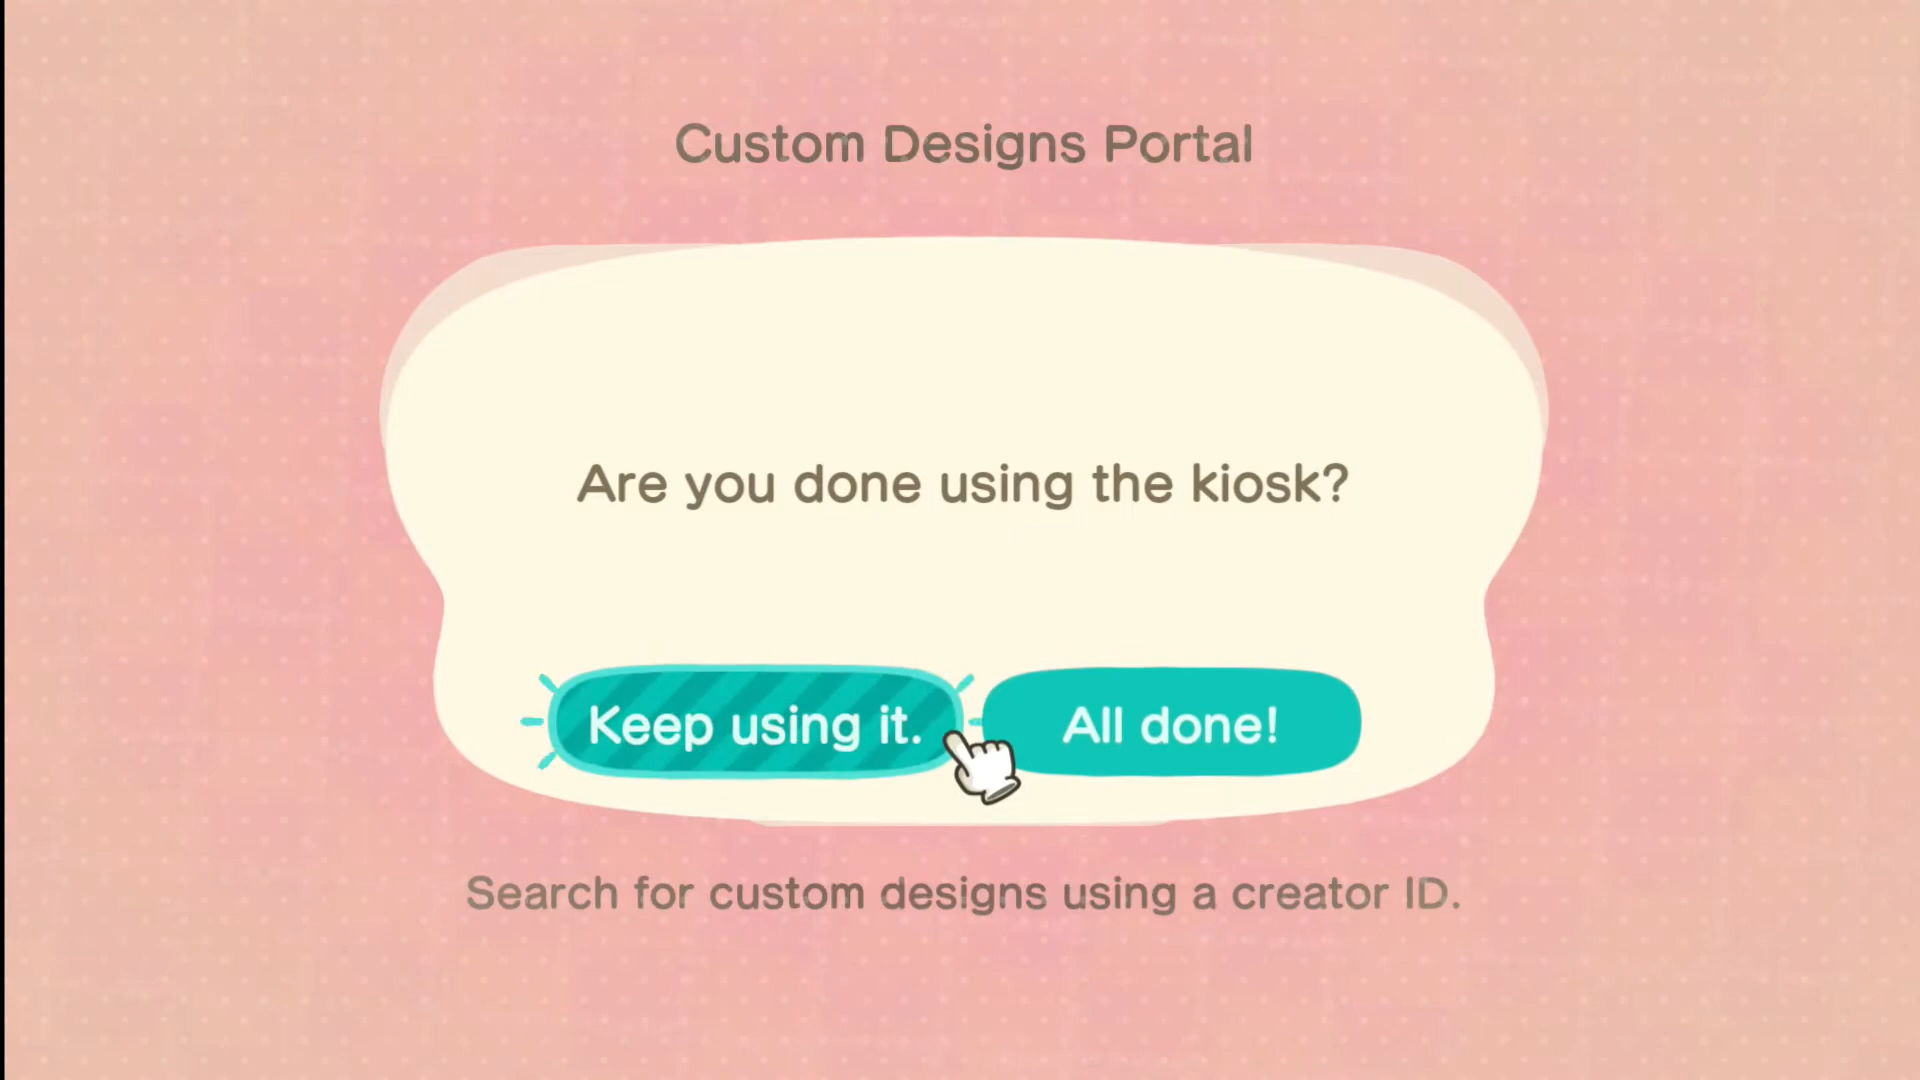 Custom Designs Portal
Are you done using the kiosk?
Keep using it.
All done!
Search for custom designs using a creator ID.